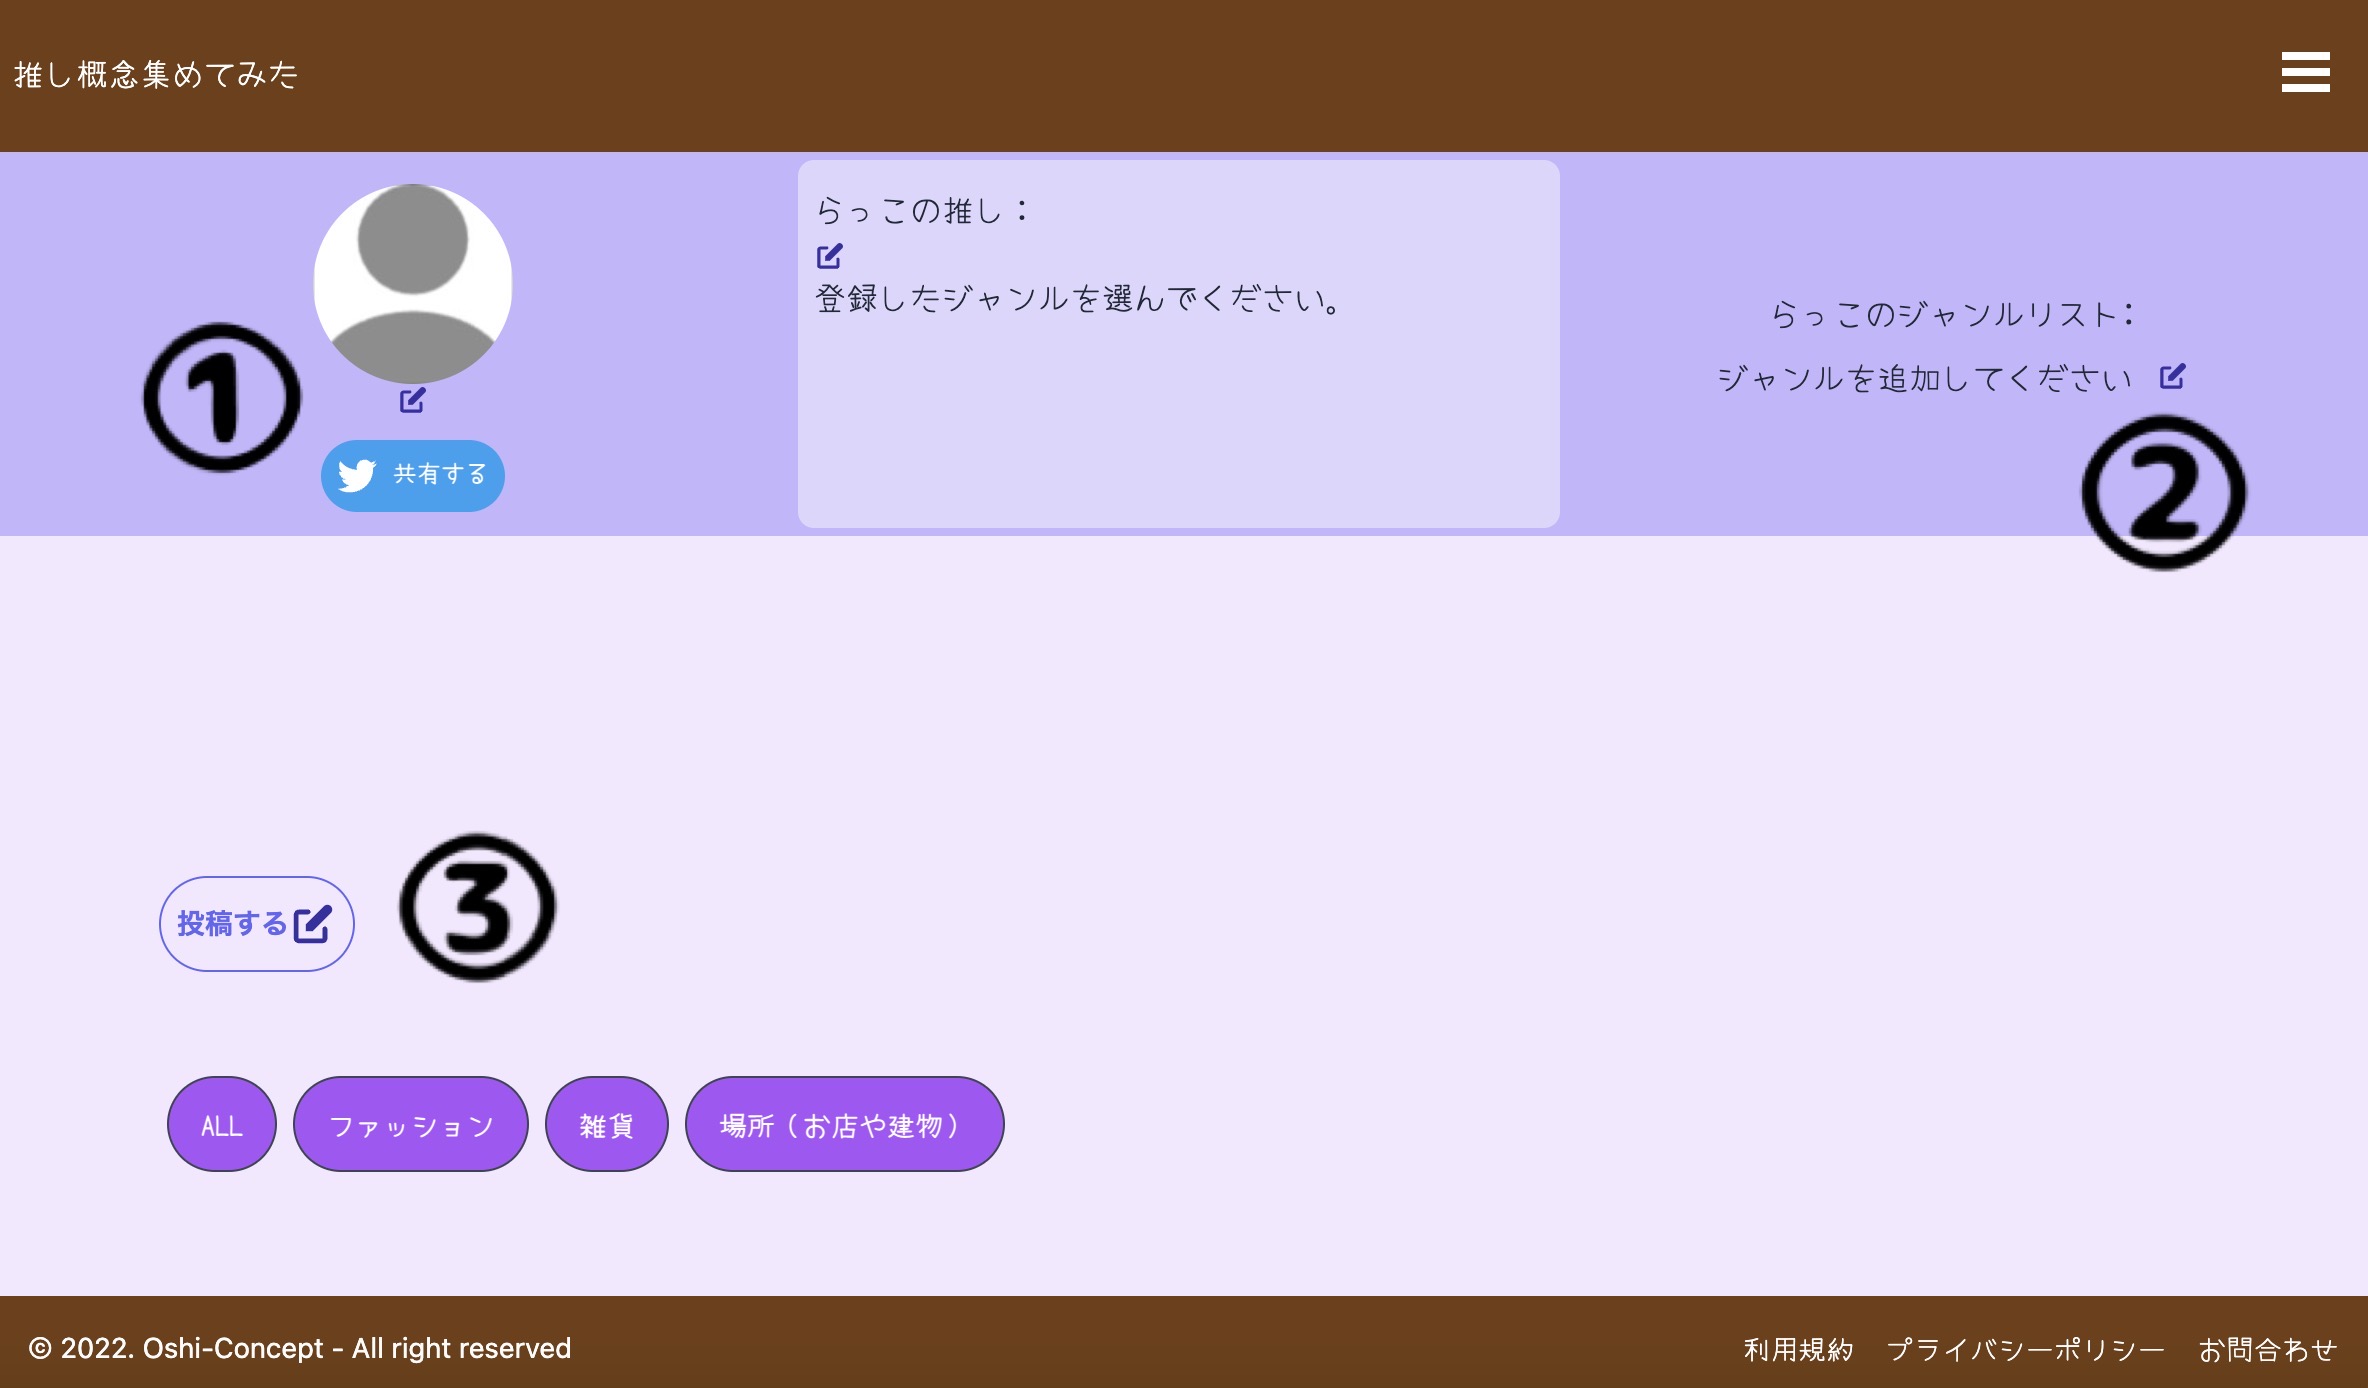 推し概念集めてみた
①
共有する
らっこの推し：
登録したジャンルを選んでください。
らっこのジャンルリスト:
ジャンルを追加してください
②
投稿する
③
ALL
ファッション
雑貨
場所（お店や建物）
© 2022. Oshi-Concept - All right reserved
利用規約 プライバシーポリシー お問合わせ